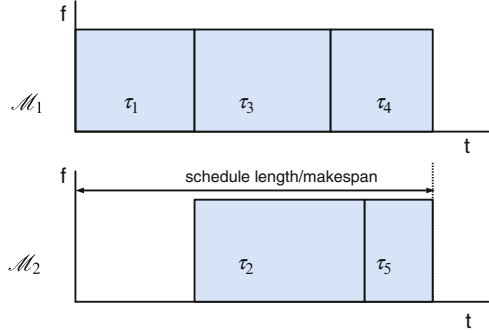 f
ℳ₁ τ₁ τ₃ τ₄
t
f schedule length/makespan
ℳ₂ τ₂ τ₅
t